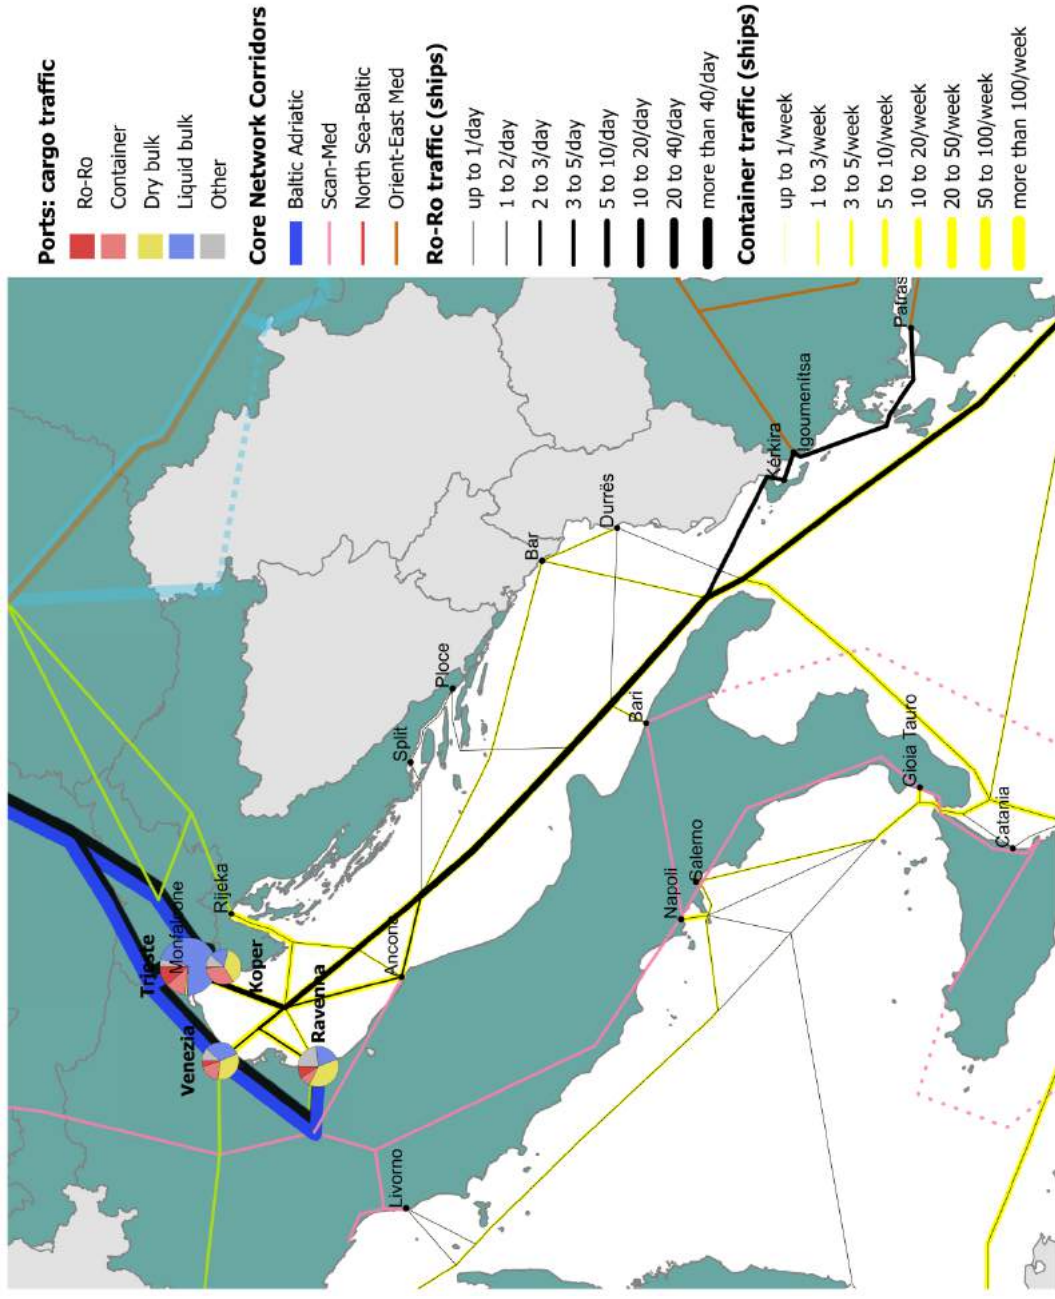 Ports: cargo traffic
Ro-Ro
Container
Dry bulk
Liquid bulk
Other
Core Network Corridors
Baltic Adriatic
Scan-Med
North Sea-Baltic
Orient-East Med
Ro-Ro traffic (ships)
up to 1/day
1 to 2/day
2 to 3/day
3 to 5/day
5 to 10/day
10 to 20/day
20 to 40/day
more than 40/day
Container traffic (ships)
up to 1/week
1 to 3/week
3 to 5/week
5 to 10/week
10 to 20/week
20 to 50/week
50 to 100/week
more than 100/week
Trieste
Monfalcone
Venezia
Koper
Rijeka
Ravenna
Ancona
Livorno
Split
Ploce
Bar
Durrës
Bari
Napoli
Salerno
Kérkira
Igoumenitsa
Patras
Gioia Tauro
Catania